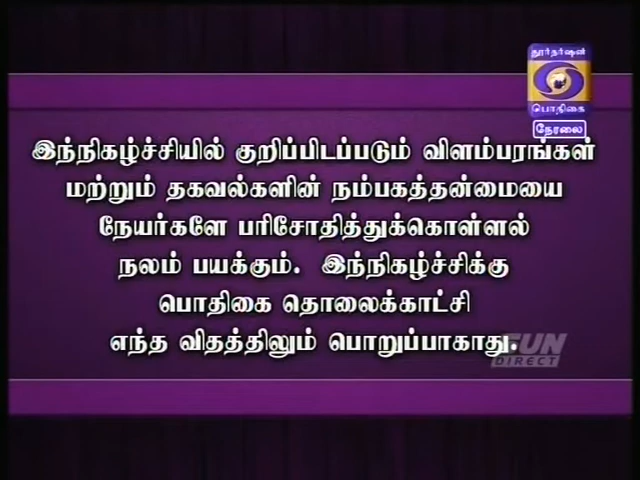 தூர்தர்ஷன்
பொதிகை
நேரலை
இந்நிகழ்ச்சியில் குறிப்பிடப்படும் விளம்பரங்கள்
மற்றும் தகவல்களின் நம்பகத்தன்மையை
நேயர்களே பரிசோதித்துக்கொள்ளல்
நலம் பயக்கும். இந்நிகழ்ச்சிக்கு
பொதிகை தொலைக்காட்சி
எந்த விதத்திலும் பொறுப்பாகாது.
SUN
DIRECT